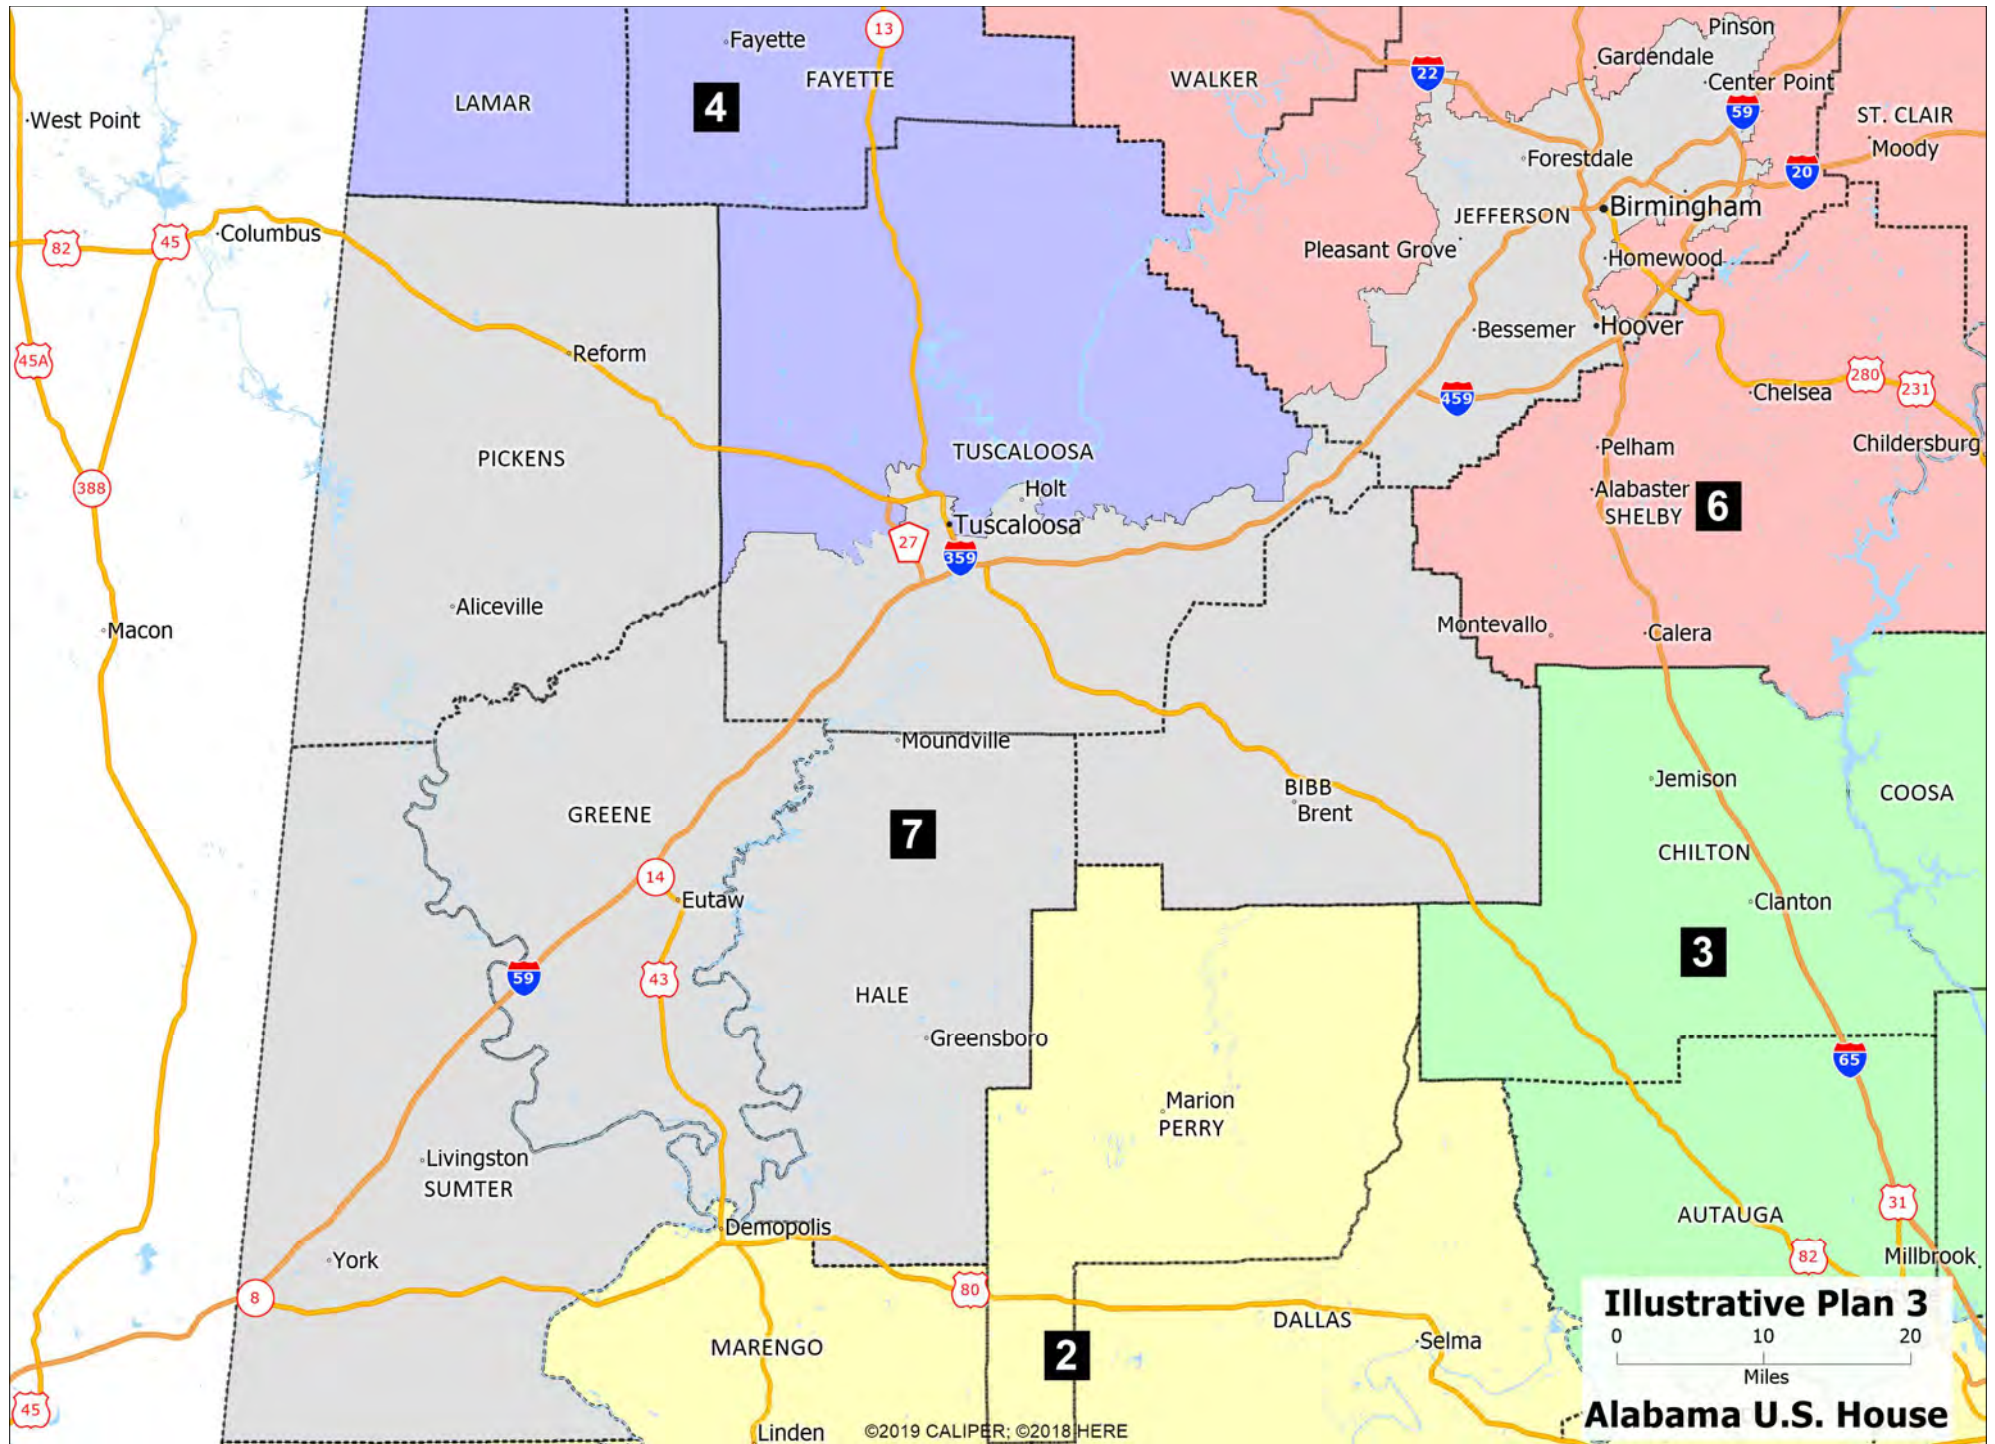 13
Pinson
Fayette
Gardendale
22
WALKER
FAYETTE
Center Point
LAMAR
4
59
ST. CLAIR
West Point
Moody
Forestdale
20
Birmingham
JEFFERSON
Columbus
82
45
Pleasant Grove
Homewood
Hoover
Bessemer
Reform
45A
280
231
Chelsea
459
Childersburg
Pelham
TUSCALOOSA
PICKENS
388
Holt
Alabaster
SHELBY
6
Tuscaloosa
27
359
Aliceville
Macon
Montevallo
Calera
Moundville
Jemison
BIBB
Brent
COOSA
GREENE
7
CHILTON
14
Eutaw
Clanton
3
59
43
HALE
Greensboro
65
Marion
PERRY
Livingston
SUMTER
31
AUTAUGA
Demopolis
82
Millbrook
York
8
80
Illustrative Plan 3
0 10 20
Miles
Alabama U.S. House
DALLAS
Selma
MARENGO
2
45
Linden
©2019 CALIPER; ©2018 HERE